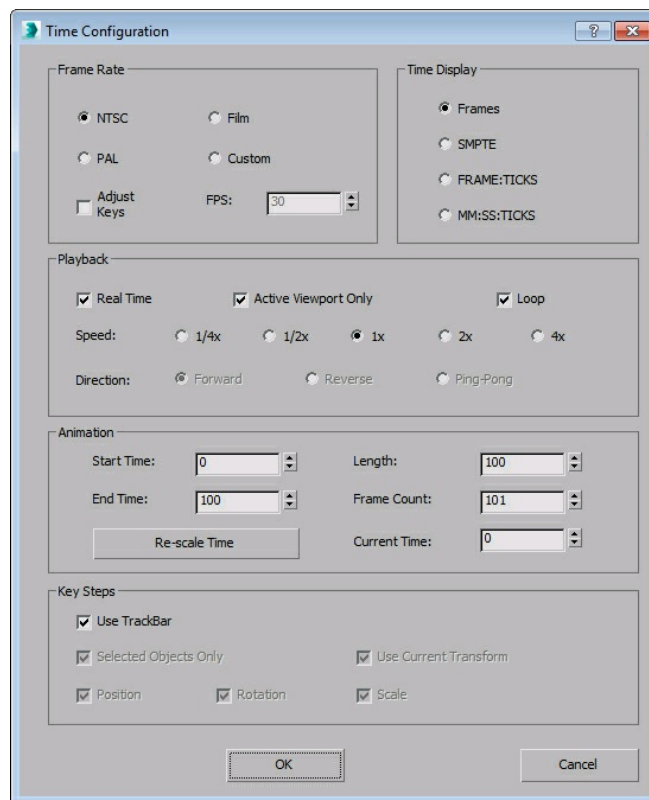 Time Configuration
Frame Rate
NTSC
Film
PAL
Custom
Adjust
Keys
FPS:
30
Time Display
Frames
SMPTE
FRAME:TICKS
MM:SS:TICKS
Playback
Real Time
Active Viewport Only
Loop
Speed:
1/4x
1/2x
1x
2x
4x
Direction:
Forward
Reverse
Ping-Pong
Animation
Start Time:
0
Length:
100
End Time:
100
Frame Count:
101
Re-scale Time
Current Time:
0
Key Steps
Use TrackBar
Selected Objects Only
Use Current Transform
Position
Rotation
Scale
OK
Cancel